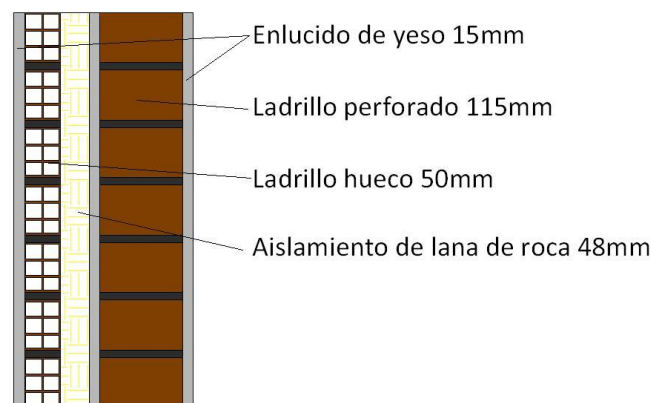 Enlucido de yeso 15mm
Ladrillo perforado 115mm
Ladrillo hueco 50mm
Aislamiento de lana de roca 48mm